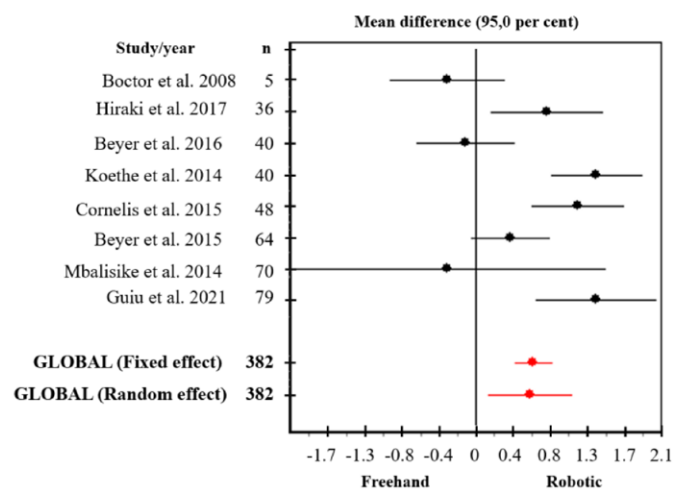 Mean difference (95,0 per cent)
Study/year n
Boctor et al. 2008 5
Hiraki et al. 2017 36
Beyer et al. 2016 40
Koethe et al. 2014 40
Cornelis et al. 2015 48
Beyer et al. 2015 64
Mbalisike et al. 2014 70
Guiu et al. 2021 79
GLOBAL (Fixed effect) 382
GLOBAL (Random effect) 382
-1.7 -1.3 -0.8 -0.4 0 0.4 0.8 1.3 1.7 2.1
Freehand Robotic